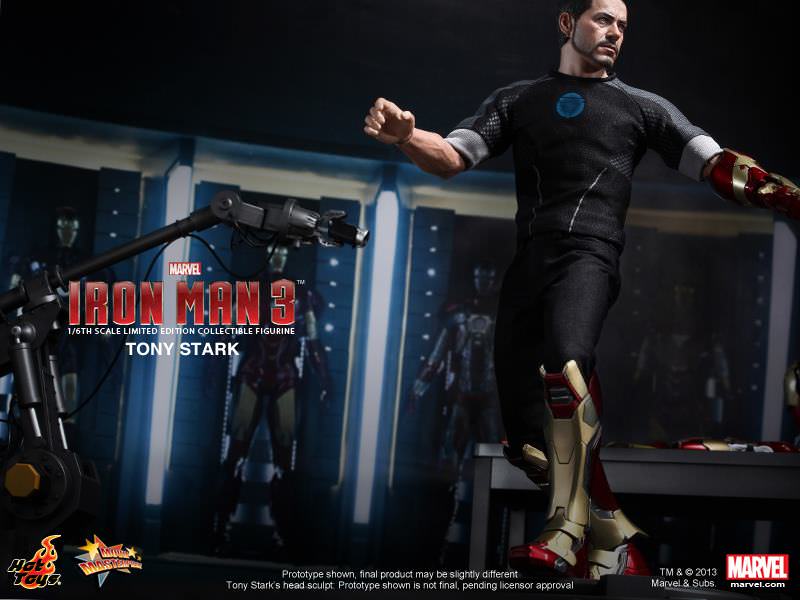 MARVEL
IRON MAN 3 ™
1/6TH SCALE LIMITED EDITION COLLECTIBLE FIGURINE
TONY STARK
HOT TOYS
MOVIE MASTERPIECE
Prototype shown, final product may be slightly different
Tony Stark's head sculpt: Prototype shown is not final, pending licensor approval
TM & © 2013
Marvel & Subs.
MARVEL
marvel.com